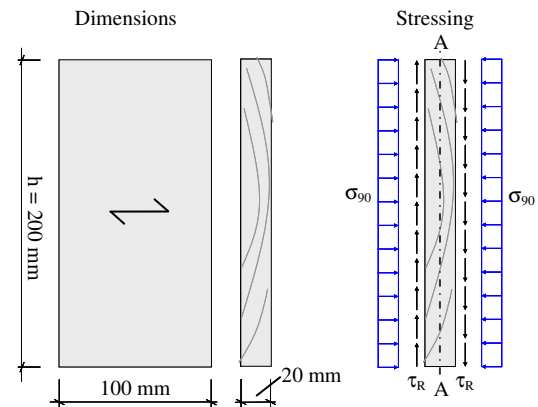 Dimensions
Stressing
A
h = 200 mm
σ90
σ90
A
τR
τR
100 mm
20 mm